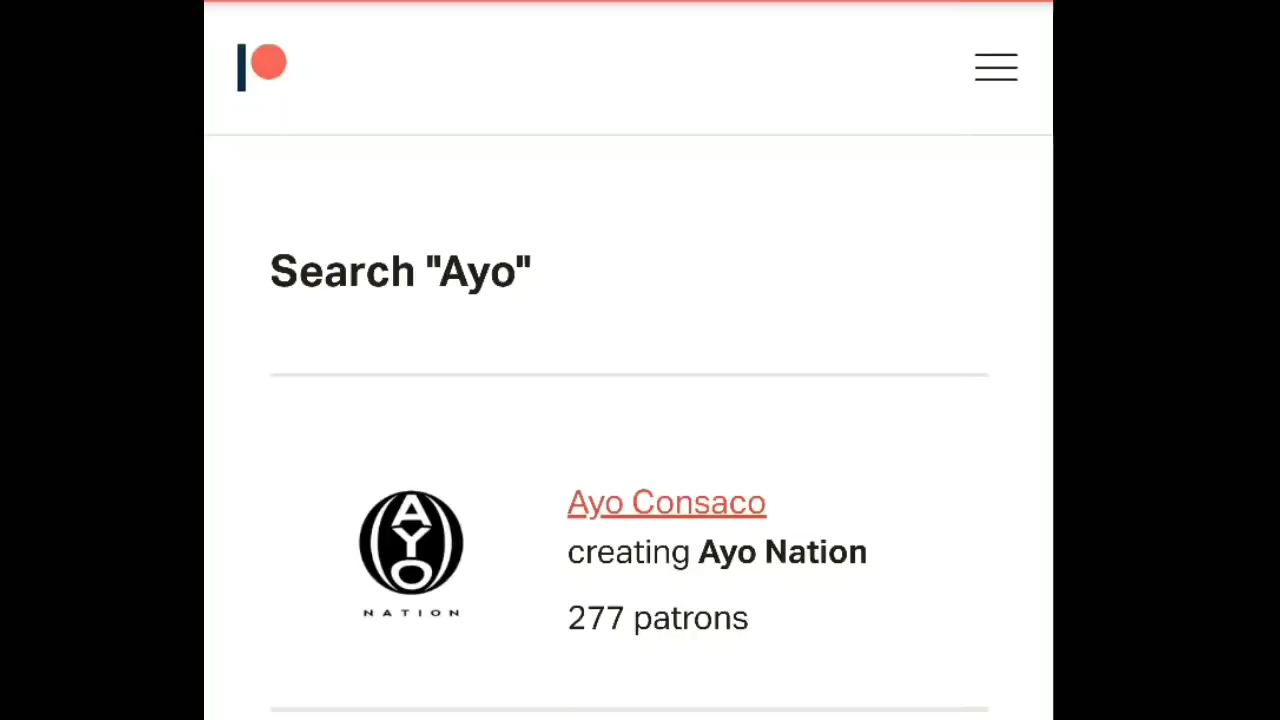 Search "Ayo"
AYO
NATION
Ayo Consaco
creating Ayo Nation
277 patrons